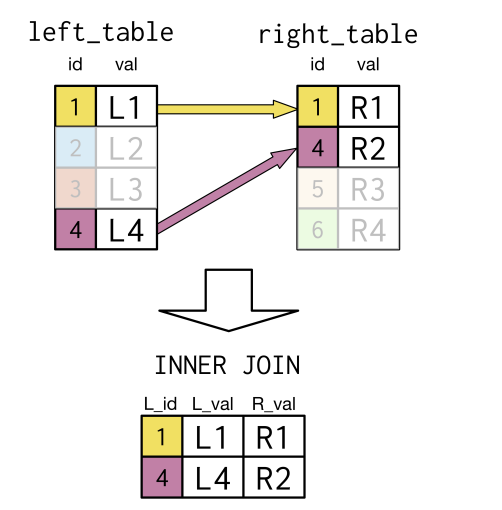 left_table right_table
id val id val
1 L1 1 R1
2 L2 4 R2
3 L3 5 R3
4 L4 6 R4
INNER JOIN
L_id L_val R_val
1 L1 R1
4 L4 R2